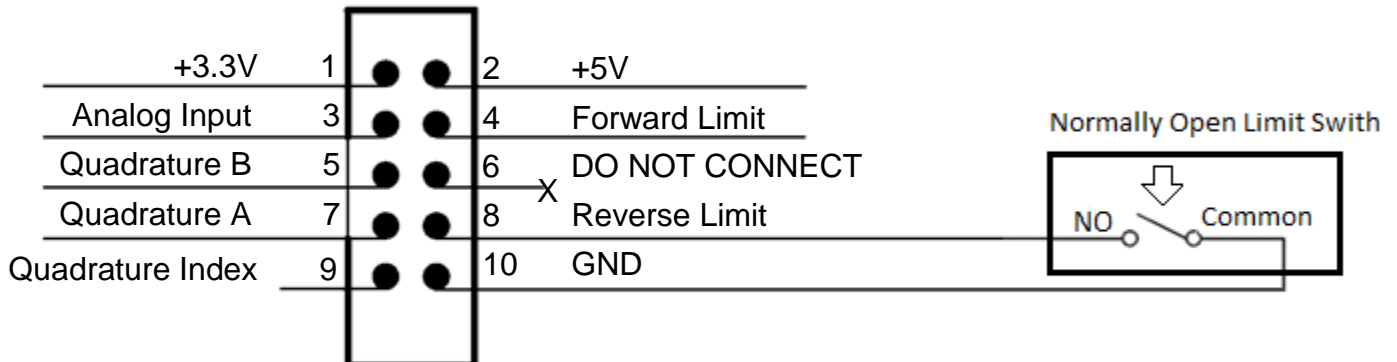 +3.3V 1 2 +5V
Analog Input 3 4 Forward Limit
Normally Open Limit Swith
Quadrature B 5 6 DO NOT CONNECT
X
Quadrature A 7 8 Reverse Limit
NO Common
Quadrature Index 9 10 GND